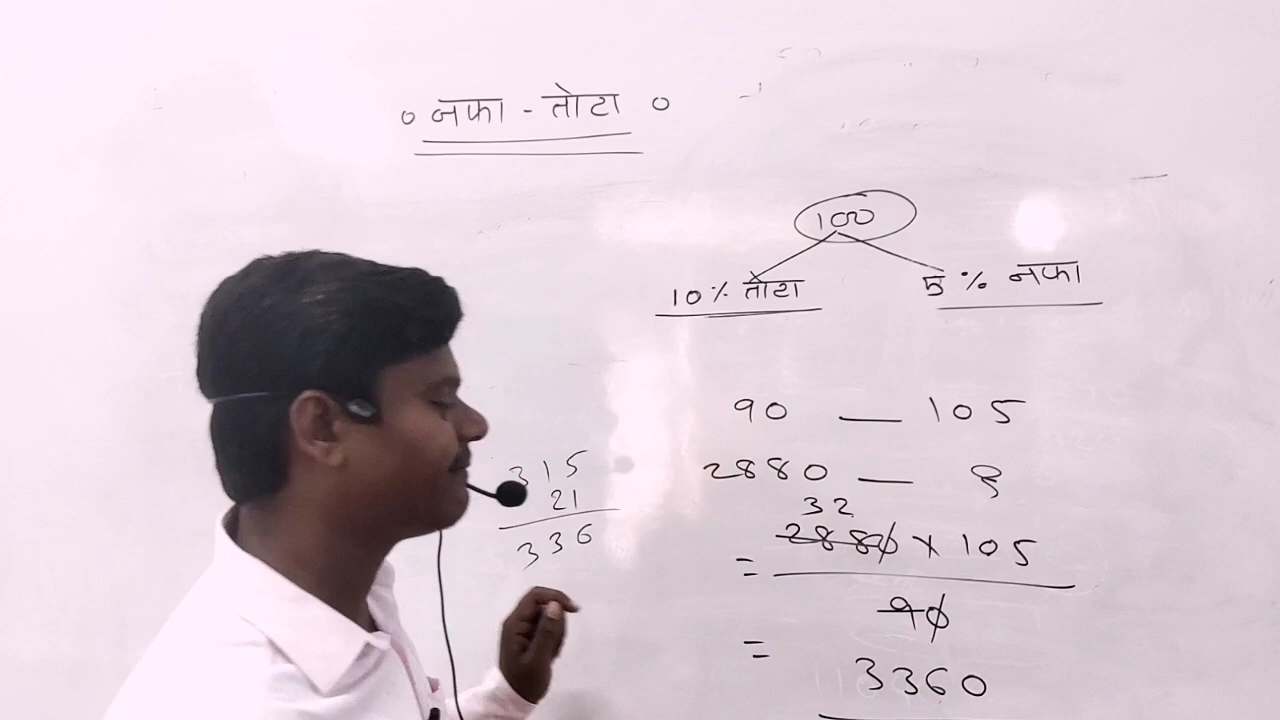 ० नफा - तोटा ०
100
10% तोटा 5% नफा
90 — 105
2880 — ?
32
2880 × 105
=
90
= 3360
315
21
336